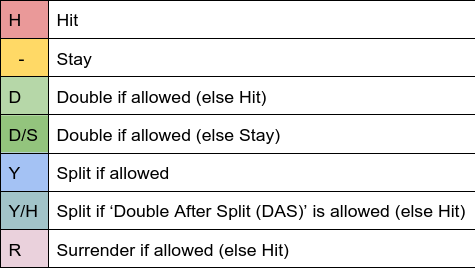 H Hit
- Stay
D Double if allowed (else Hit)
D/S Double if allowed (else Stay)
Y Split if allowed
Y/H Split if ‘Double After Split (DAS)’ is allowed (else Hit)
R Surrender if allowed (else Hit)